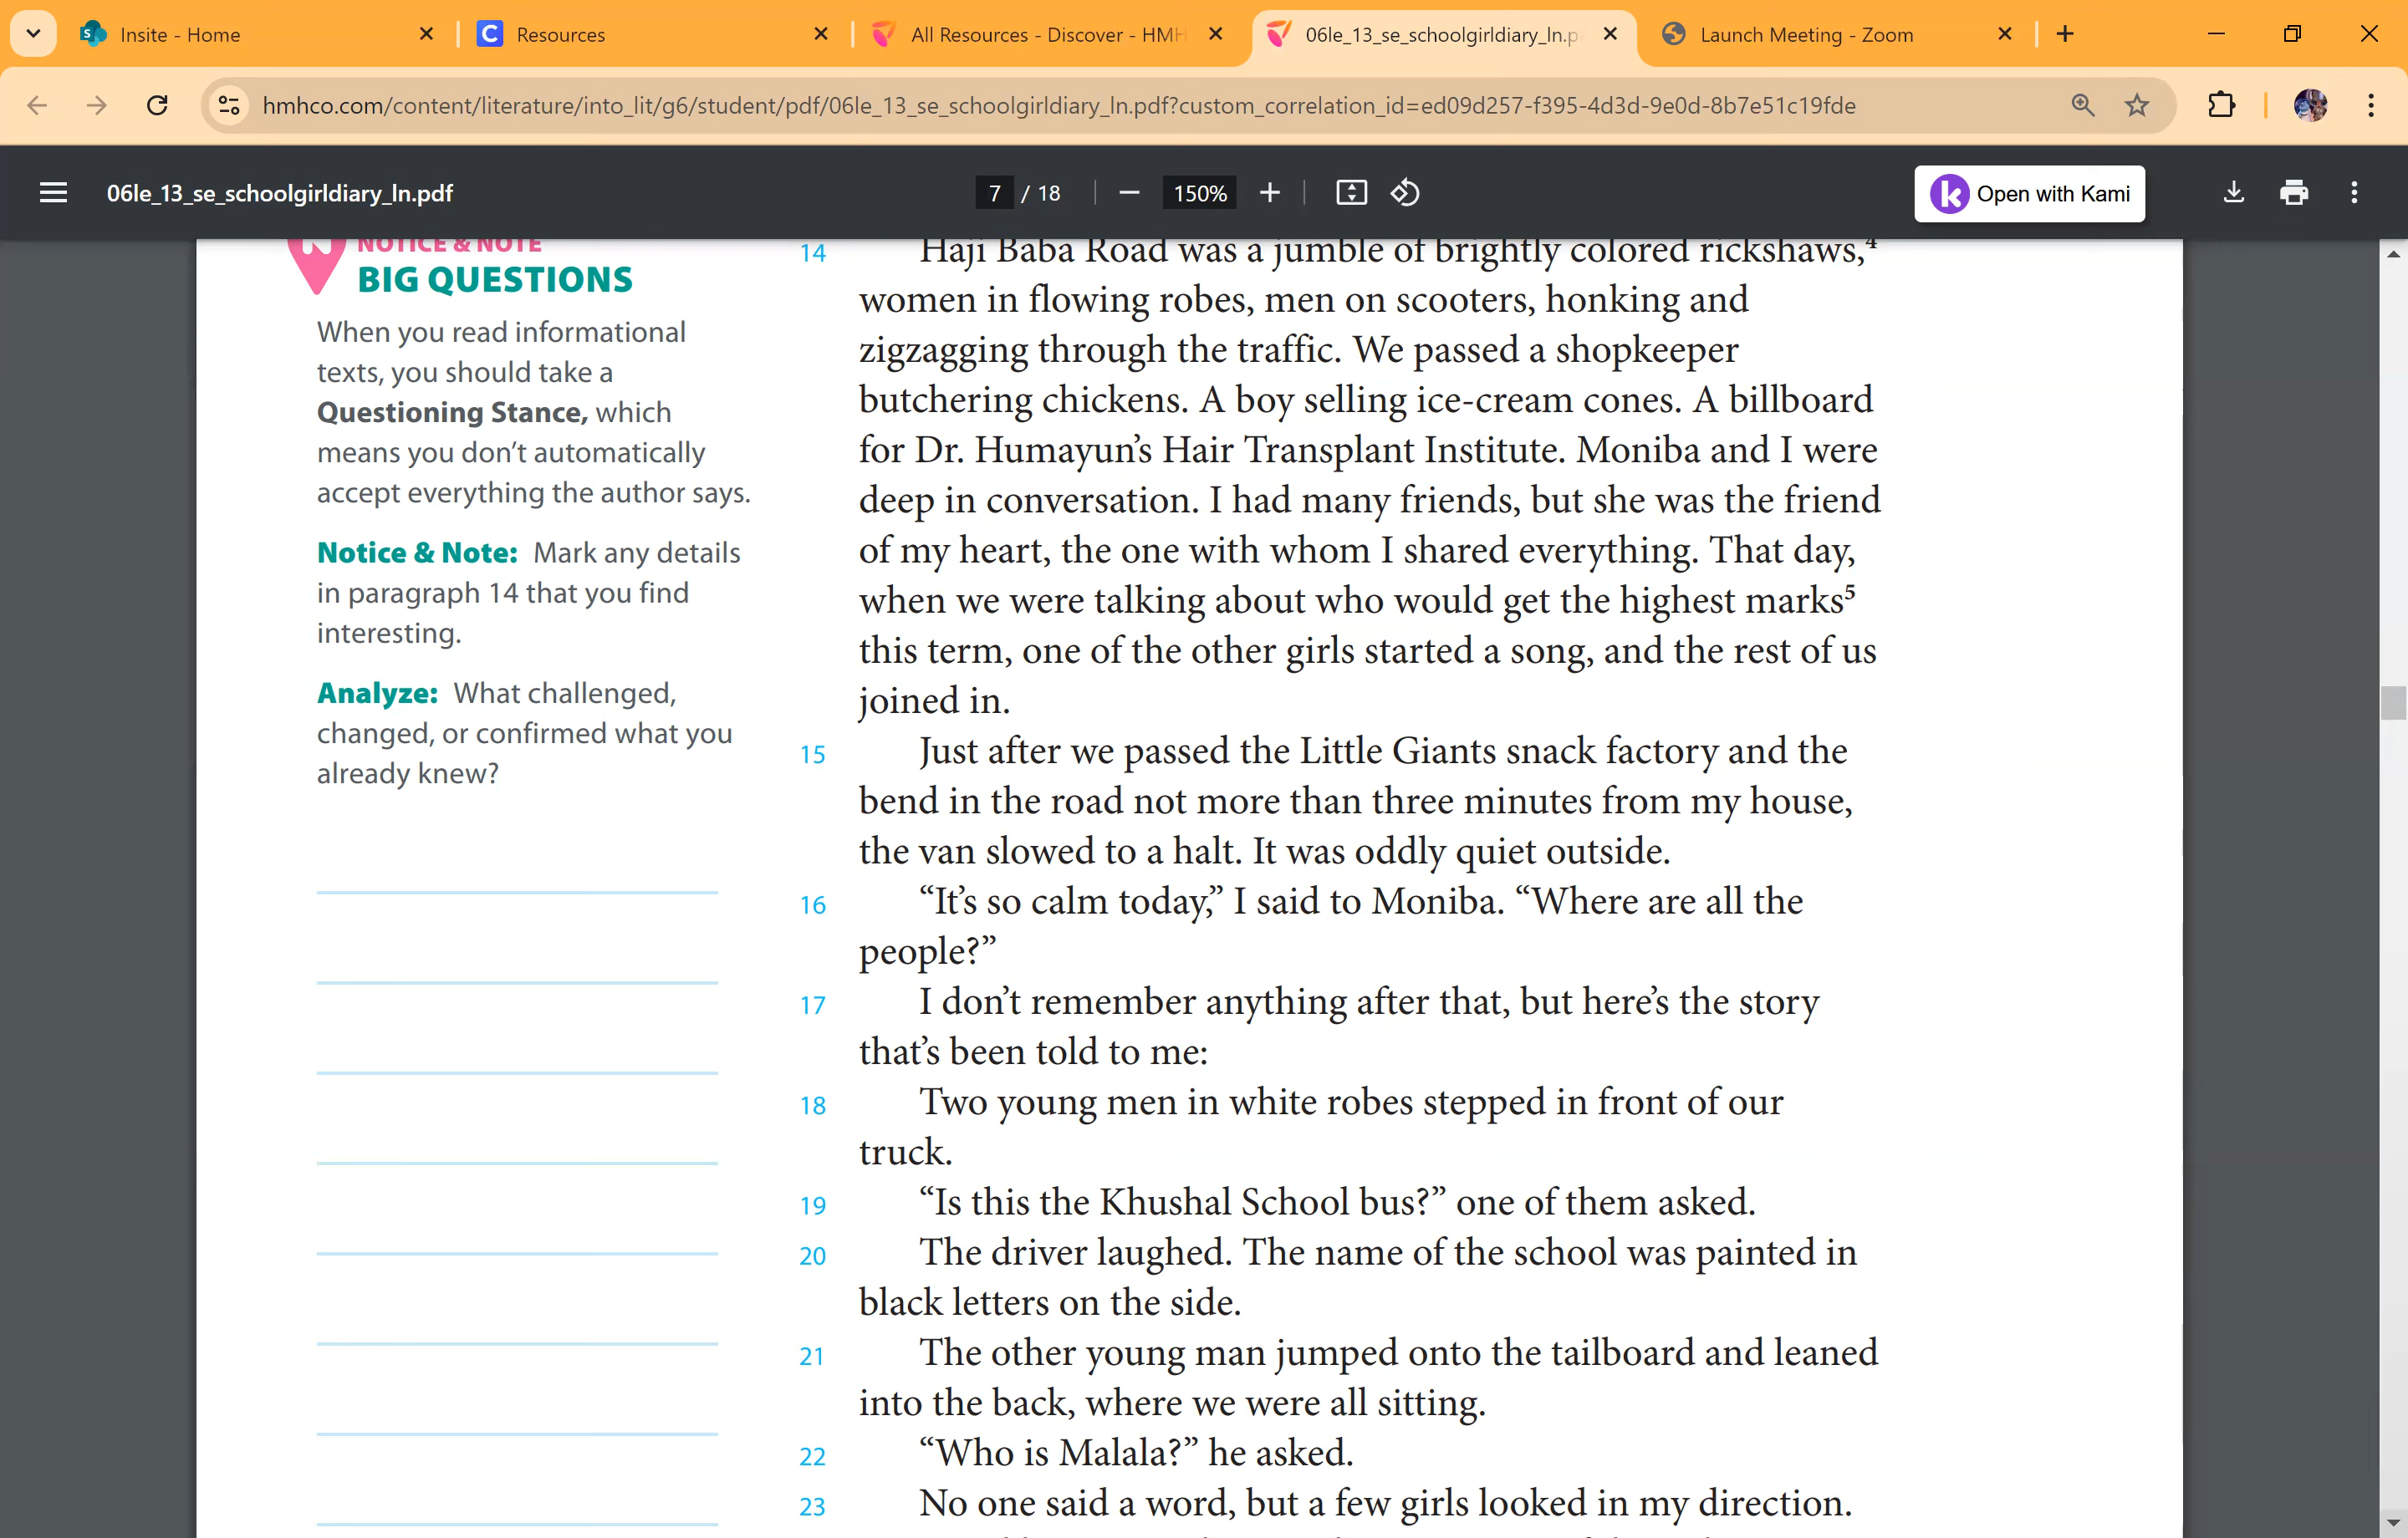 Insite - Home
Resources
All Resources - Discover - HMH
06le_13_se_schoolgirldiary_ln.p
Launch Meeting - Zoom
hmhco.com/content/literature/into_lit/g6/student/pdf/06le_13_se_schoolgirldiary_ln.pdf?custom_correlation_id=ed09d257-f395-4d3d-9e0d-8b7e51c19fde
06le_13_se_schoolgirldiary_ln.pdf
7 / 18
150%
Open with Kami
NOTICE & NOTE
BIG QUESTIONS
When you read informational
texts, you should take a
Questioning Stance, which
means you don’t automatically
accept everything the author says.
Notice & Note: Mark any details
in paragraph 14 that you find
interesting.
Analyze: What challenged,
changed, or confirmed what you
already knew?
14 Haji Baba Road was a jumble of brightly colored rickshaws,⁴
women in flowing robes, men on scooters, honking and
zigzagging through the traffic. We passed a shopkeeper
butchering chickens. A boy selling ice-cream cones. A billboard
for Dr. Humayun’s Hair Transplant Institute. Moniba and I were
deep in conversation. I had many friends, but she was the friend
of my heart, the one with whom I shared everything. That day,
when we were talking about who would get the highest marks⁵
this term, one of the other girls started a song, and the rest of us
joined in.
15 Just after we passed the Little Giants snack factory and the
bend in the road not more than three minutes from my house,
the van slowed to a halt. It was oddly quiet outside.
16 “It’s so calm today,” I said to Moniba. “Where are all the
people?”
17 I don’t remember anything after that, but here’s the story
that’s been told to me:
18 Two young men in white robes stepped in front of our
truck.
19 “Is this the Khushal School bus?” one of them asked.
20 The driver laughed. The name of the school was painted in
black letters on the side.
21 The other young man jumped onto the tailboard and leaned
into the back, where we were all sitting.
22 “Who is Malala?” he asked.
23 No one said a word, but a few girls looked in my direction.